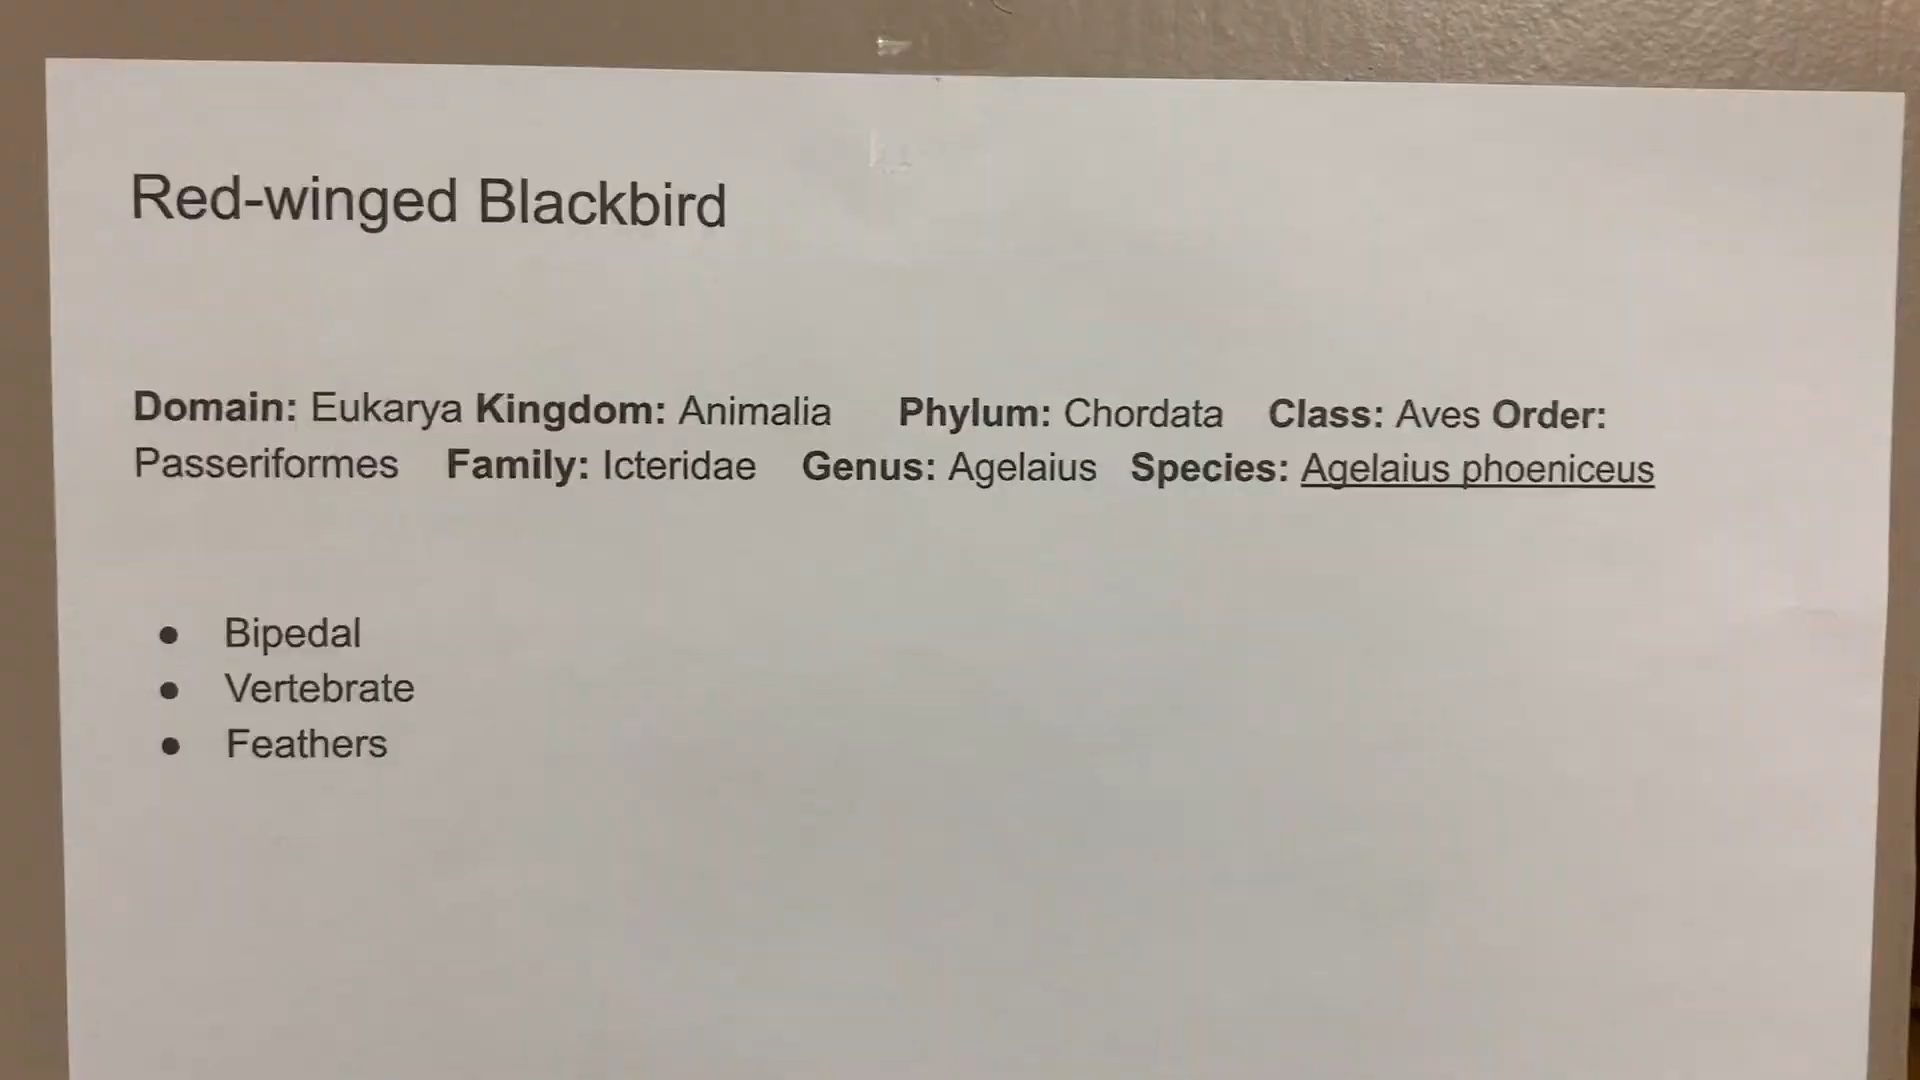 Red-winged Blackbird
Domain: Eukarya Kingdom: Animalia Phylum: Chordata Class: Aves Order:
Passeriformes Family: Icteridae Genus: Agelaius Species: Agelaius phoeniceus
● Bipedal
● Vertebrate
● Feathers